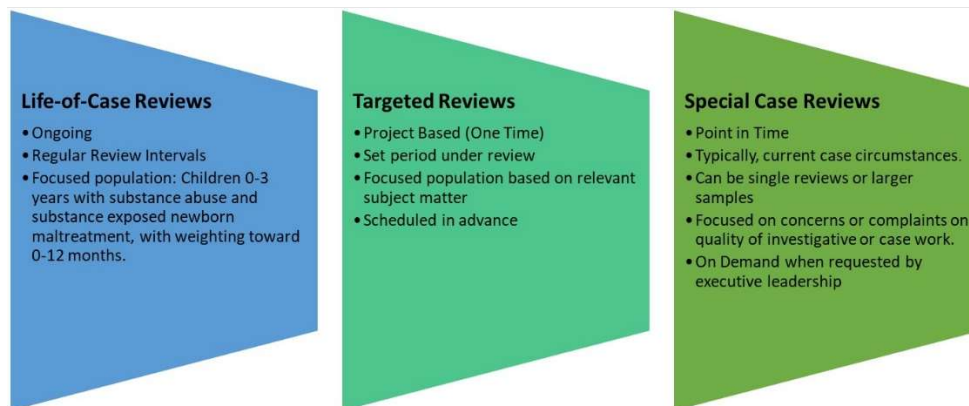 Life-of-Case Reviews
• Ongoing
• Regular Review Intervals
• Focused population: Children 0-3
years with substance abuse and
substance exposed newborn
maltreatment, with weighting toward
0-12 months.
Targeted Reviews
• Project Based (One Time)
• Set period under review
• Focused population based on relevant
subject matter
• Scheduled in advance
Special Case Reviews
• Point in Time
• Typically, current case circumstances.
• Can be single reviews or larger
samples
• Focused on concerns or complaints on
quality of investigative or case work.
• On Demand when requested by
executive leadership